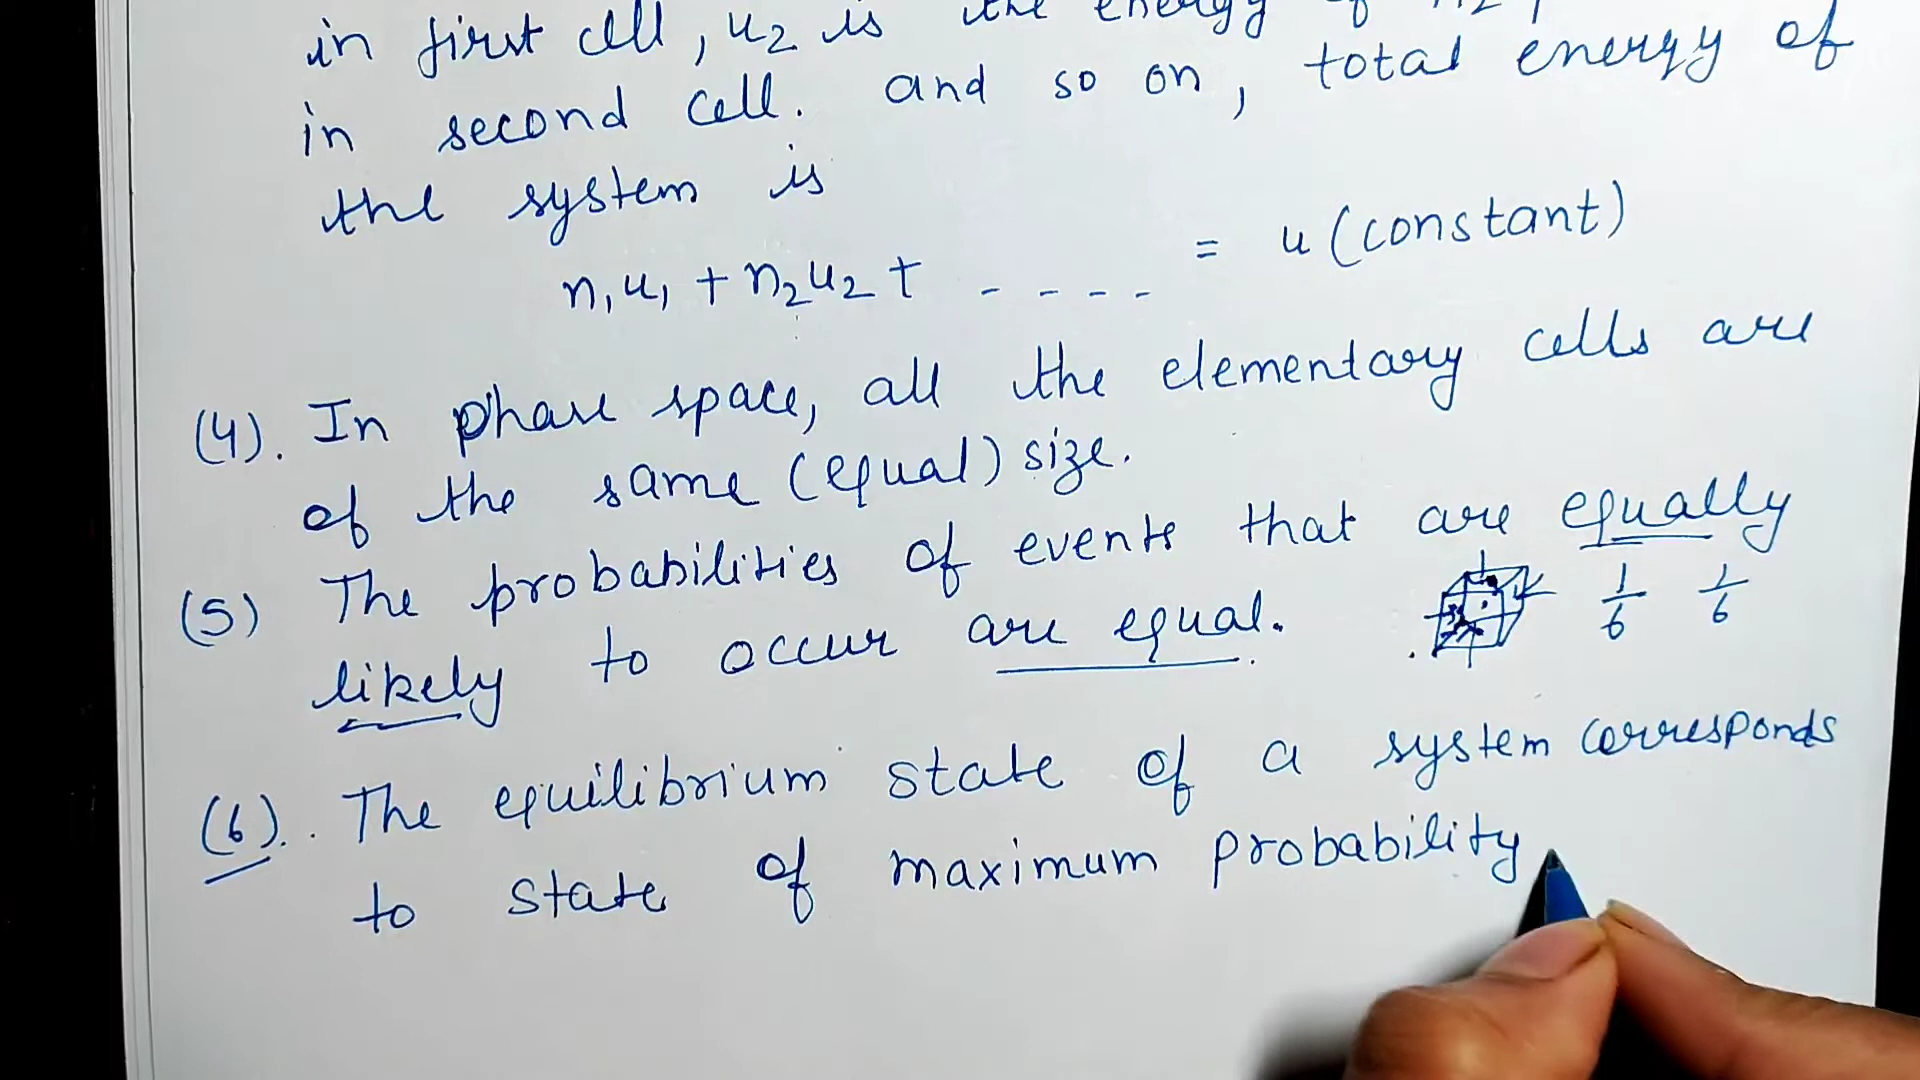 in first cell, u2 is the energy of n2
in second cell. and so on, total energy of
the system is
n1u1 + n2u2 + - - - - = u (constant)
(4). In phase space, all the elementary cells are
of the same (equal) size.
(5) The probabilities of events that are equally
likely to occur are equal. 1/6 1/6
(6). The equilibrium state of a system corresponds
to state of maximum probability